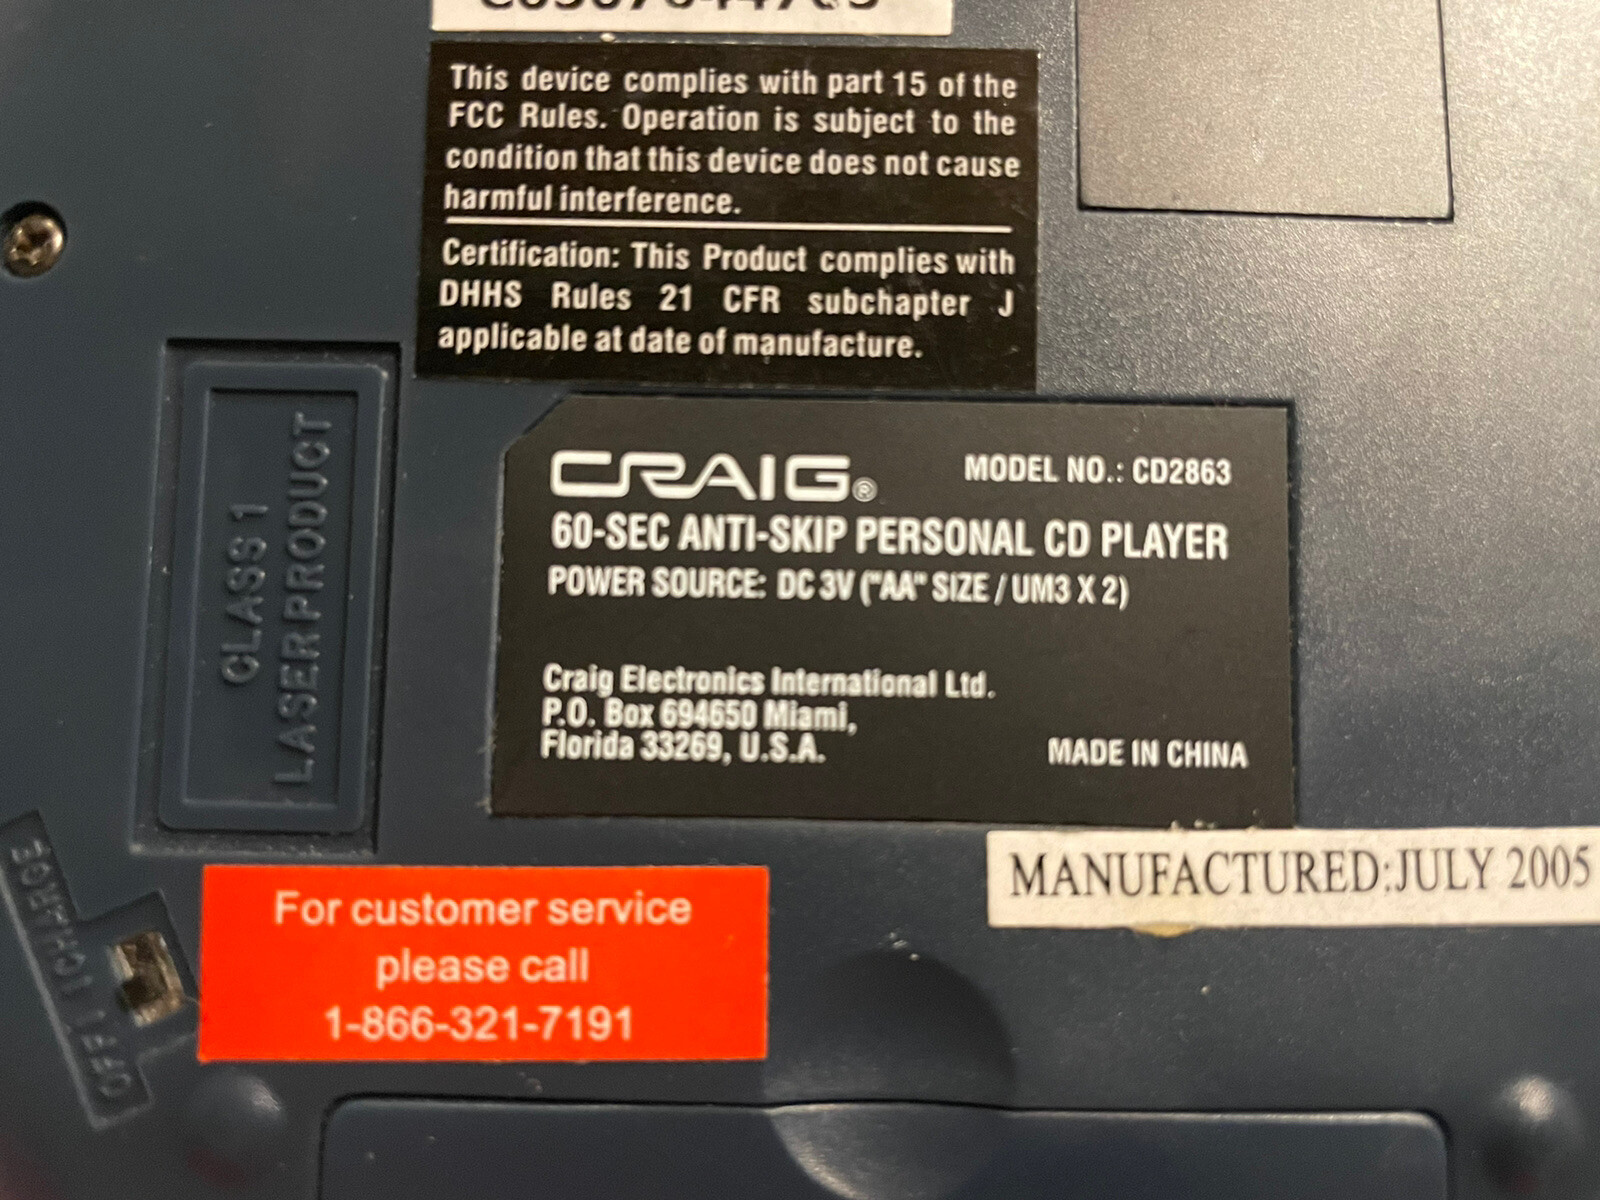 This device complies with part 15 of the
FCC Rules. Operation is subject to the
condition that this device does not cause
harmful interference.
Certification: This Product complies with
DHHS Rules 21 CFR subchapter J
applicable at date of manufacture.
CLASS 1
LASER PRODUCT
CRAIG®
MODEL NO.: CD2863
60-SEC ANTI-SKIP PERSONAL CD PLAYER
POWER SOURCE: DC 3V ("AA" SIZE / UM3 X 2)
Craig Electronics International Ltd.
P.O. Box 694650 Miami,
Florida 33269, U.S.A.
MADE IN CHINA
MANUFACTURED:JULY 2005
OFF 1 CHARGE
For customer service
please call
1-866-321-7191